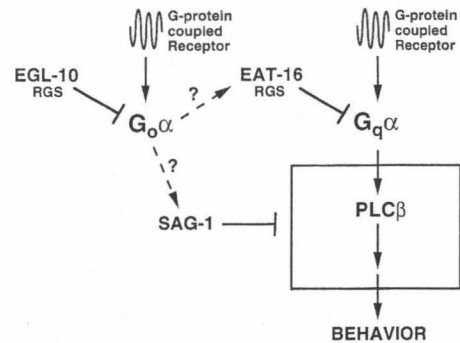 G-protein
coupled
Receptor
G-protein
coupled
Receptor
EGL-10
RGS
?
EAT-16
RGS
Goα
Gqα
?
SAG-1
PLCβ
BEHAVIOR